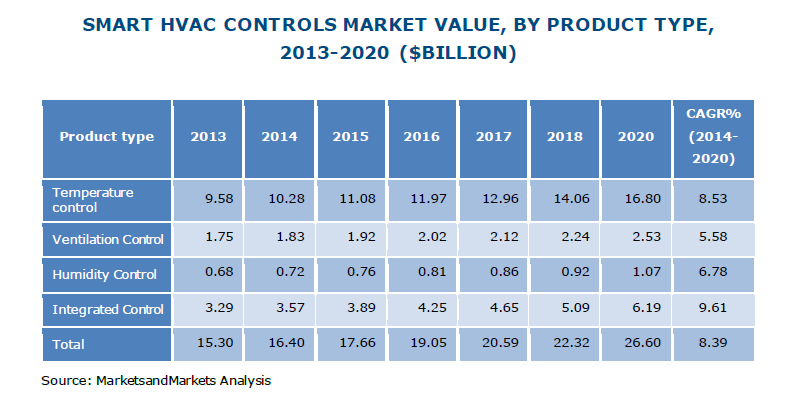 SMART HVAC CONTROLS MARKET VALUE, BY PRODUCT TYPE,
2013-2020 ($BILLION)
Product type 2013 2014 2015 2016 2017 2018 2020 CAGR% (2014-2020)
Temperature control 9.58 10.28 11.08 11.97 12.96 14.06 16.80 8.53
Ventilation Control 1.75 1.83 1.92 2.02 2.12 2.24 2.53 5.58
Humidity Control 0.68 0.72 0.76 0.81 0.86 0.92 1.07 6.78
Integrated Control 3.29 3.57 3.89 4.25 4.65 5.09 6.19 9.61
Total 15.30 16.40 17.66 19.05 20.59 22.32 26.60 8.39
Source: MarketsandMarkets Analysis